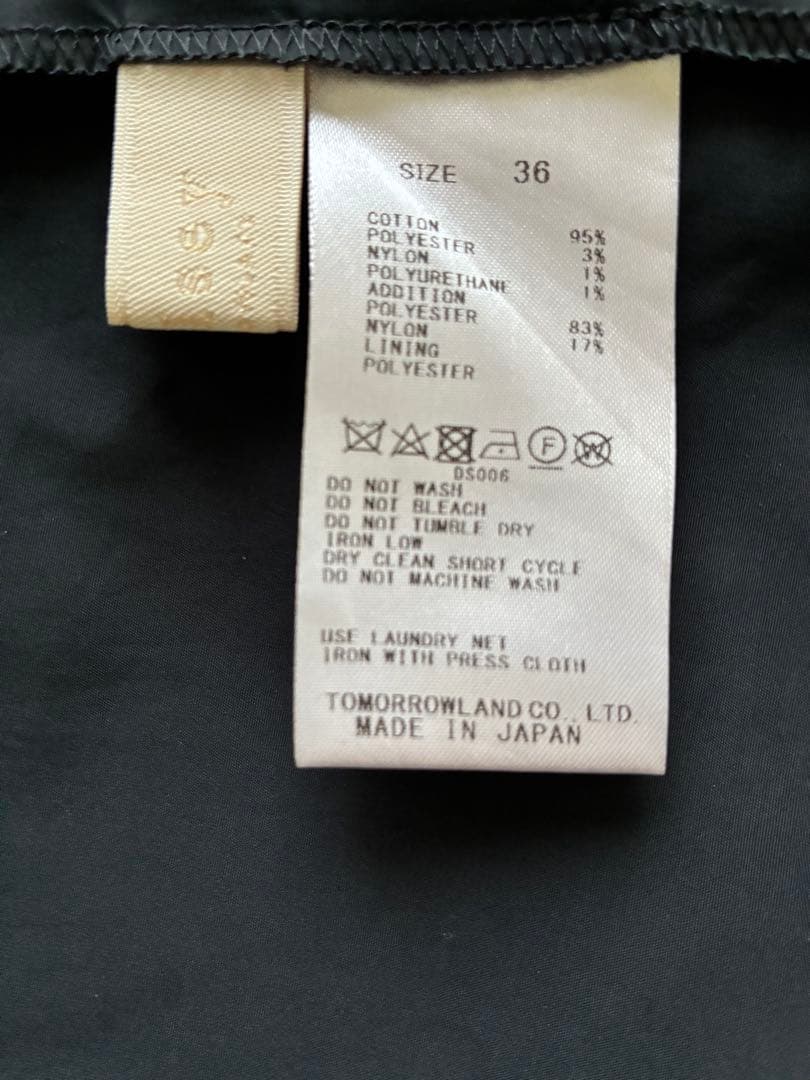 SIZE 36
COTTON 95%
POLYESTER 3%
NYLON 1%
POLYURETHANE 1%
ADDITION
POLYESTER 83%
NYLON 17%
LINING
POLYESTER
F W
DS006
DO NOT WASH
DO NOT BLEACH
DO NOT TUMBLE DRY
IRON LOW
DRY CLEAN SHORT CYCLE
DO NOT MACHINE WASH
USE LAUNDRY NET
IRON WITH PRESS CLOTH
TOMORROWLAND CO., LTD.
MADE IN JAPAN